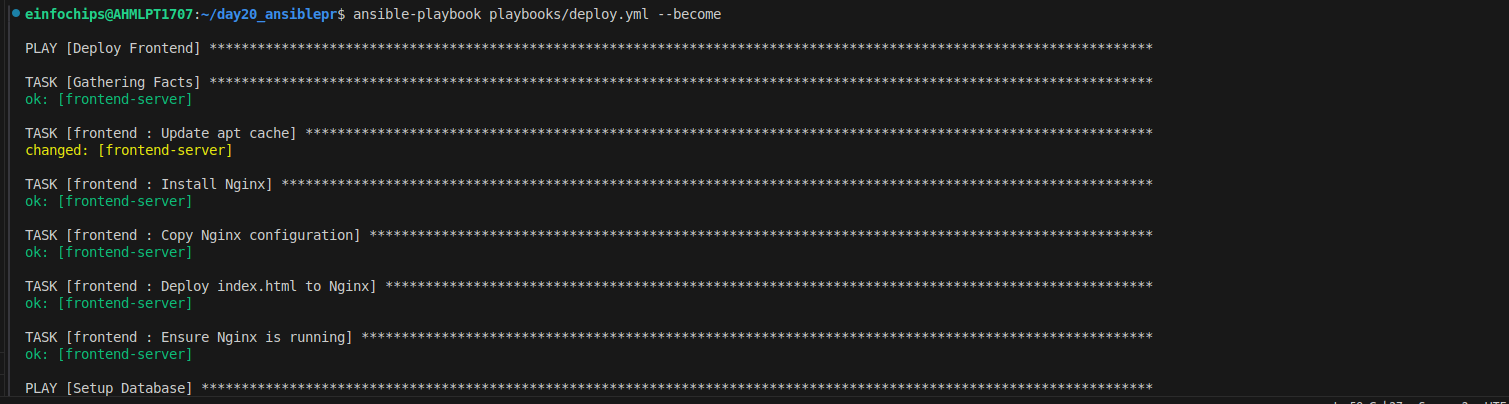 einfochips@AHMLPT1707:~/day20_ansiblepr$ ansible-playbook playbooks/deploy.yml --become
PLAY [Deploy Frontend] **********************************************************************************************************************
TASK [Gathering Facts] **********************************************************************************************************************
ok: [frontend-server]
TASK [frontend : Update apt cache] **********************************************************************************************************
changed: [frontend-server]
TASK [frontend : Install Nginx] *************************************************************************************************************
ok: [frontend-server]
TASK [frontend : Copy Nginx configuration] **************************************************************************************************
ok: [frontend-server]
TASK [frontend : Deploy index.html to Nginx] ************************************************************************************************
ok: [frontend-server]
TASK [frontend : Ensure Nginx is running] ***************************************************************************************************
ok: [frontend-server]
PLAY [Setup Database] ***********************************************************************************************************************